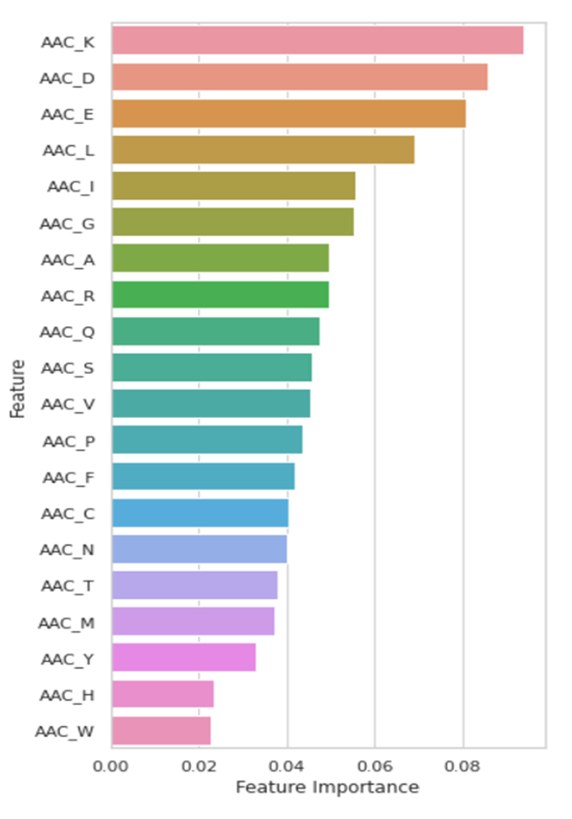 AAC_K
AAC_D
AAC_E
AAC_L
AAC_I
AAC_G
AAC_A
AAC_R
AAC_Q
AAC_S
AAC_V
AAC_P
AAC_F
AAC_C
AAC_N
AAC_T
AAC_M
AAC_Y
AAC_H
AAC_W
Feature
0.00 0.02 0.04 0.06 0.08
Feature Importance